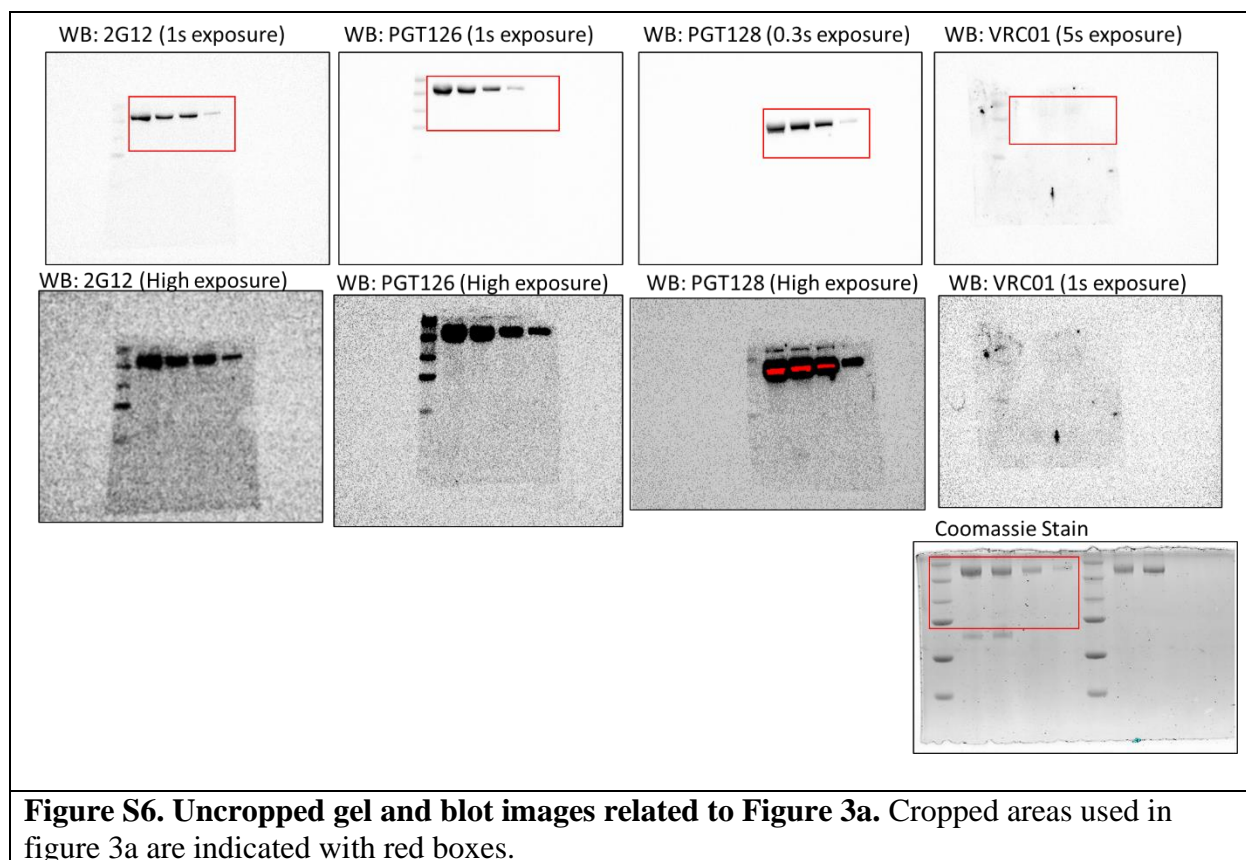 WB: 2G12 (1s exposure) WB: PGT126 (1s exposure) WB: PGT128 (0.3s exposure) WB: VRC01 (5s exposure)
WB: 2G12 (High exposure) WB: PGT126 (High exposure) WB: PGT128 (High exposure) WB: VRC01 (1s exposure)
Coomassie Stain
Figure S6. Uncropped gel and blot images related to Figure 3a. Cropped areas used in
figure 3a are indicated with red boxes.